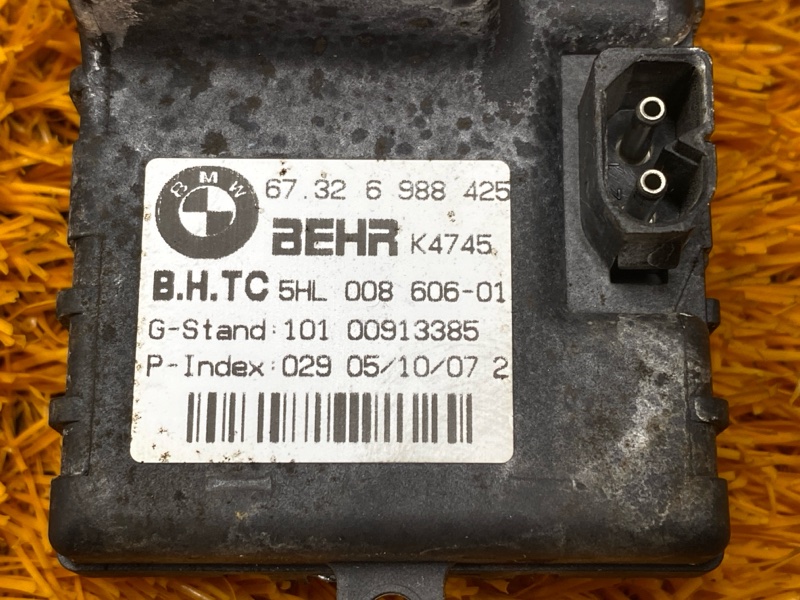 BMW 67.32 6 988 425
BEHR K4745
B.H.TC 5HL 008 606-01
G-Stand:101 00913385
P-Index:029 05/10/07 2